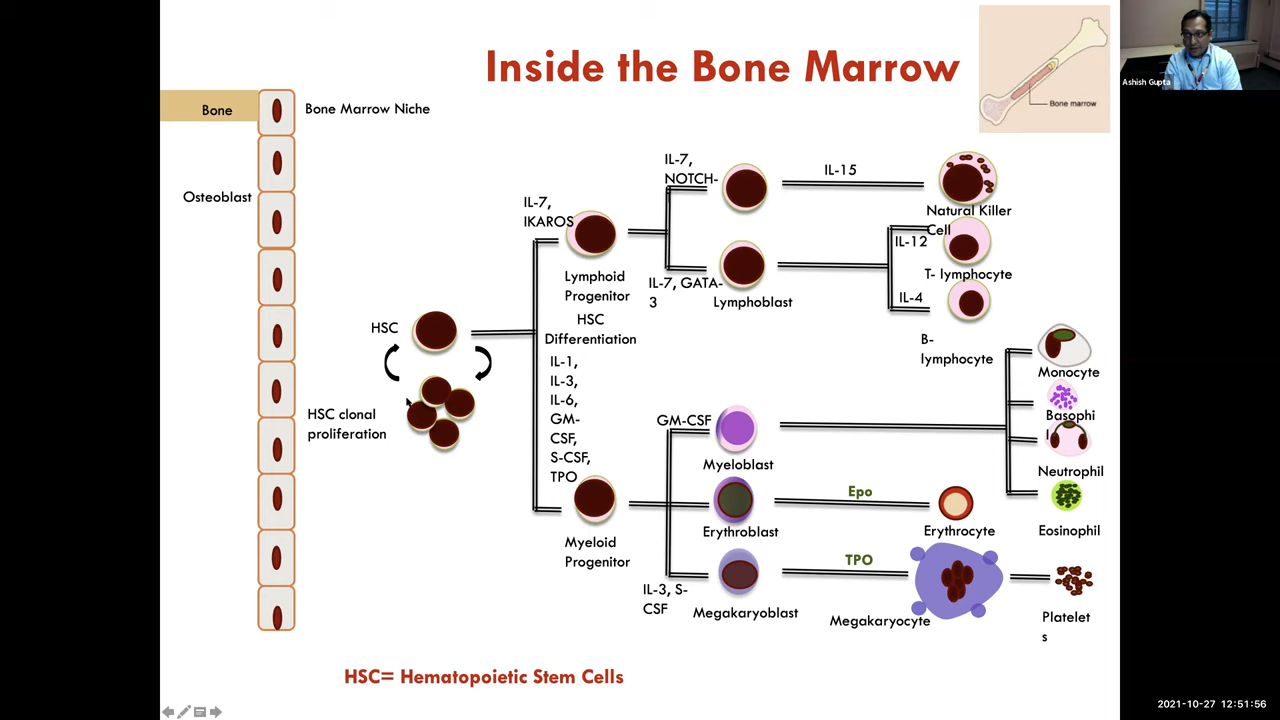 Inside the Bone Marrow
Bone marrow
Ashish Gupta
Bone
Bone Marrow Niche
Osteoblast
HSC
HSC clonal
proliferation
IL-7,
IKAROS
Lymphoid
Progenitor
HSC
Differentiation
IL-1,
IL-3,
IL-6,
GM-
CSF,
S-CSF,
TPO
Myeloid
Progenitor
IL-7,
NOTCH-
IL-15
Natural Killer
Cell
IL-7, GATA-
3
Lymphoblast
IL-12
T- lymphocyte
IL-4
B-
lymphocyte
GM-CSF
Myeloblast
Monocyte
Basophi
l
Neutrophil
Eosinophil
Erythroblast
Epo
Erythrocyte
IL-3, S-
CSF
Megakaryoblast
TPO
Megakaryocyte
Platelet
s
HSC= Hematopoietic Stem Cells
2021-10-27 12:51:56